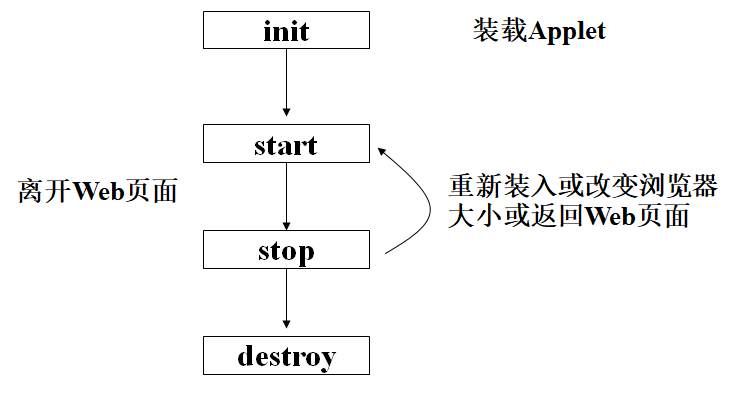 init
装载Applet
start
离开Web页面
重新装入或改变浏览器
大小或返回Web页面
stop
destroy